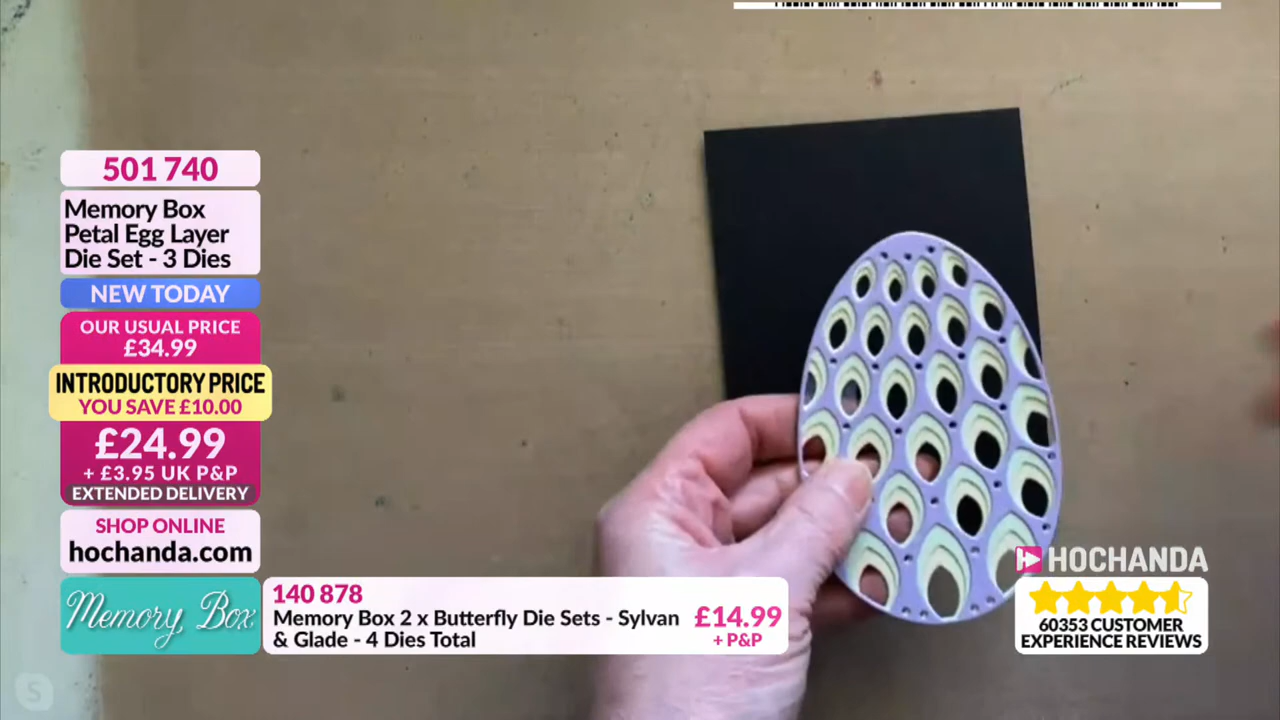 501 740
Memory Box
Petal Egg Layer
Die Set - 3 Dies
NEW TODAY
OUR USUAL PRICE
£34.99
INTRODUCTORY PRICE
YOU SAVE £10.00
£24.99
+ £3.95 UK P&P
EXTENDED DELIVERY
SHOP ONLINE
hochanda.com
Memory Box
140 878
Memory Box 2 x Butterfly Die Sets - Sylvan
& Glade - 4 Dies Total
£14.99
+ P&P
HOCHANDA
60353 CUSTOMER
EXPERIENCE REVIEWS
S